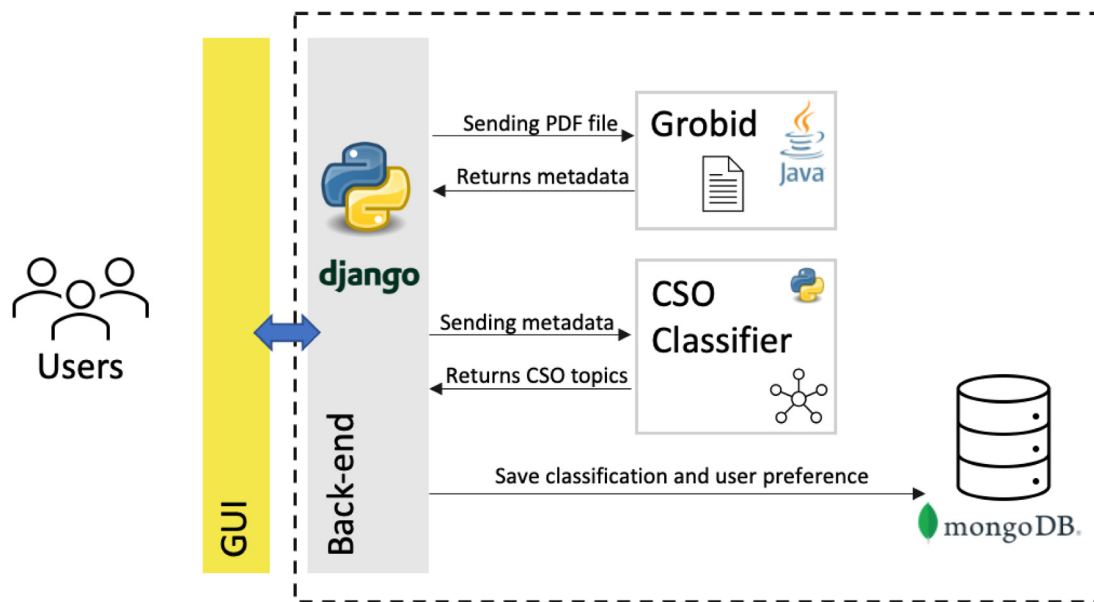 Users
GUI
Back-end
django
Sending PDF file
Returns metadata
Grobid
Java
Sending metadata
Returns CSO topics
CSO
Classifier
Save classification and user preference
mongoDB.